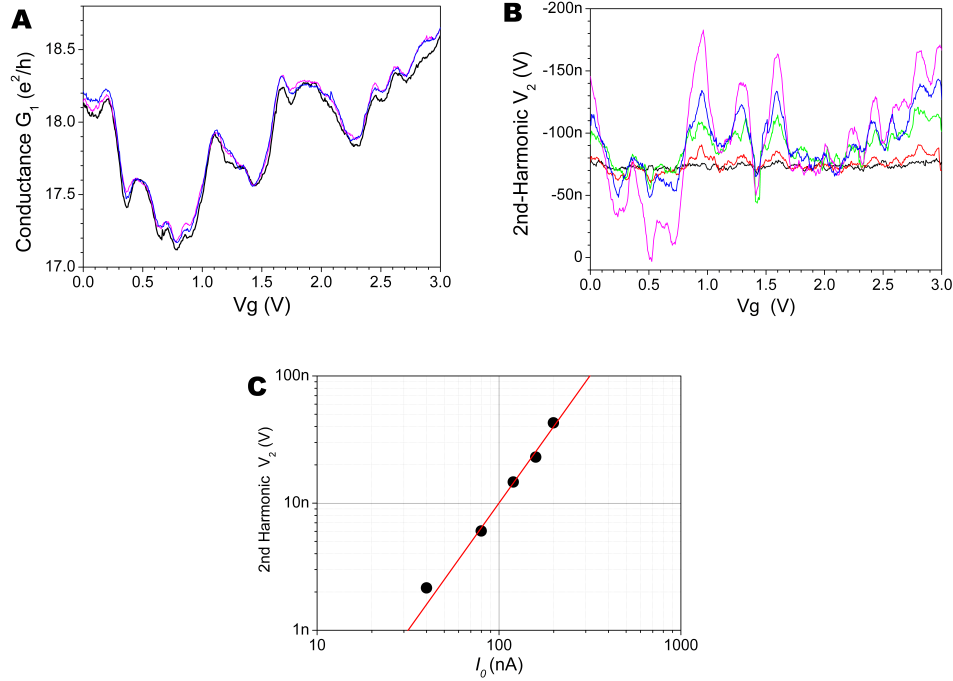 A
Conductance G1 (e2/h)
18.5
18.0
17.5
17.0
0.0 0.5 1.0 1.5 2.0 2.5 3.0
Vg (V)
B
2nd-Harmonic V2 (V)
-200n
-150n
-100n
-50n
0
0.0 0.5 1.0 1.5 2.0 2.5 3.0
Vg (V)
C
2nd Harmonic V2 (V)
100n
10n
1n
10 100 1000
I0 (nA)